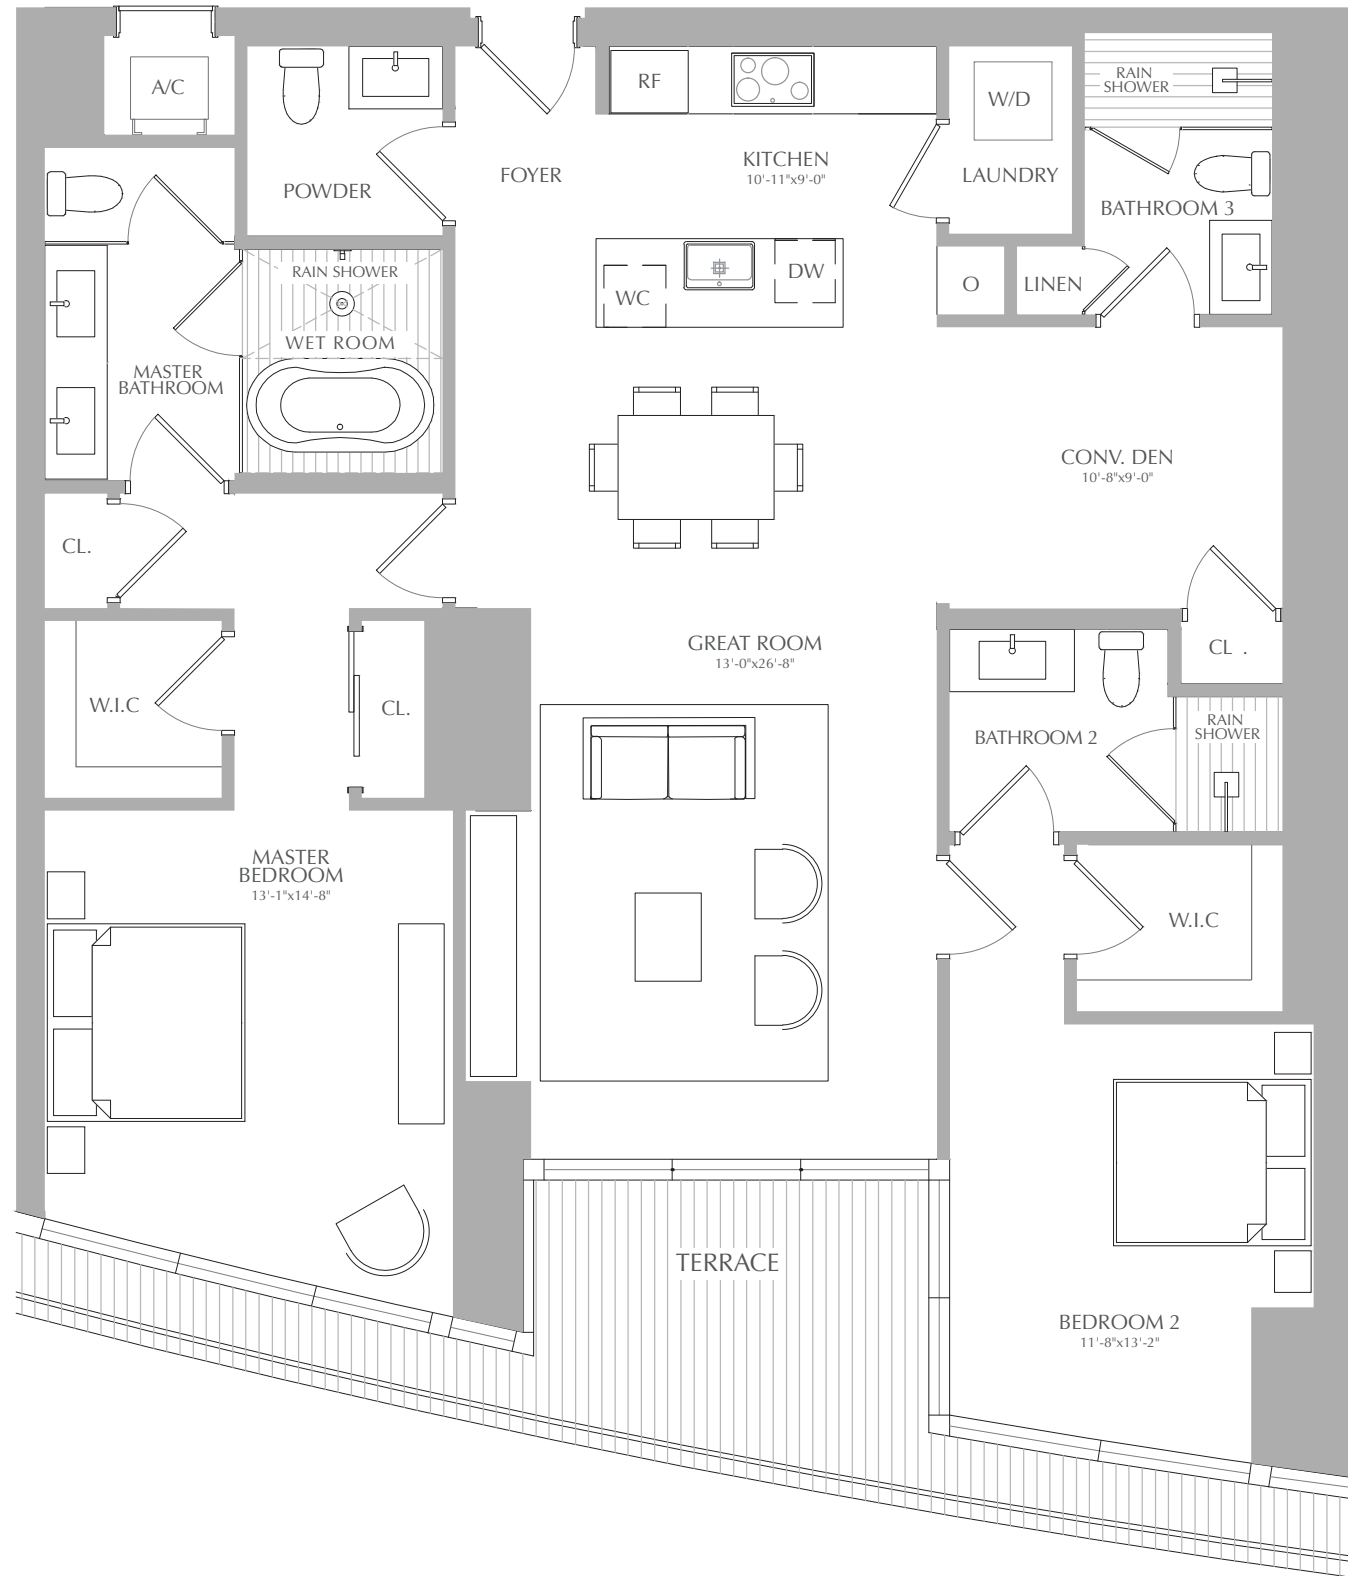 A/C
RF
W/D
RAIN
SHOWER
POWDER
FOYER
KITCHEN
10'-11"x9'-0"
LAUNDRY
BATHROOM 3
RAIN SHOWER
WET ROOM
WC
DW
O
LINEN
MASTER
BATHROOM
CONV. DEN
10'-8"x9'-0"
CL.
GREAT ROOM
13'-0"x26'-8"
CL .
W.I.C
CL.
BATHROOM 2
RAIN
SHOWER
MASTER
BEDROOM
13'-1"x14'-8"
W.I.C
TERRACE
BEDROOM 2
11'-8"x13'-2"